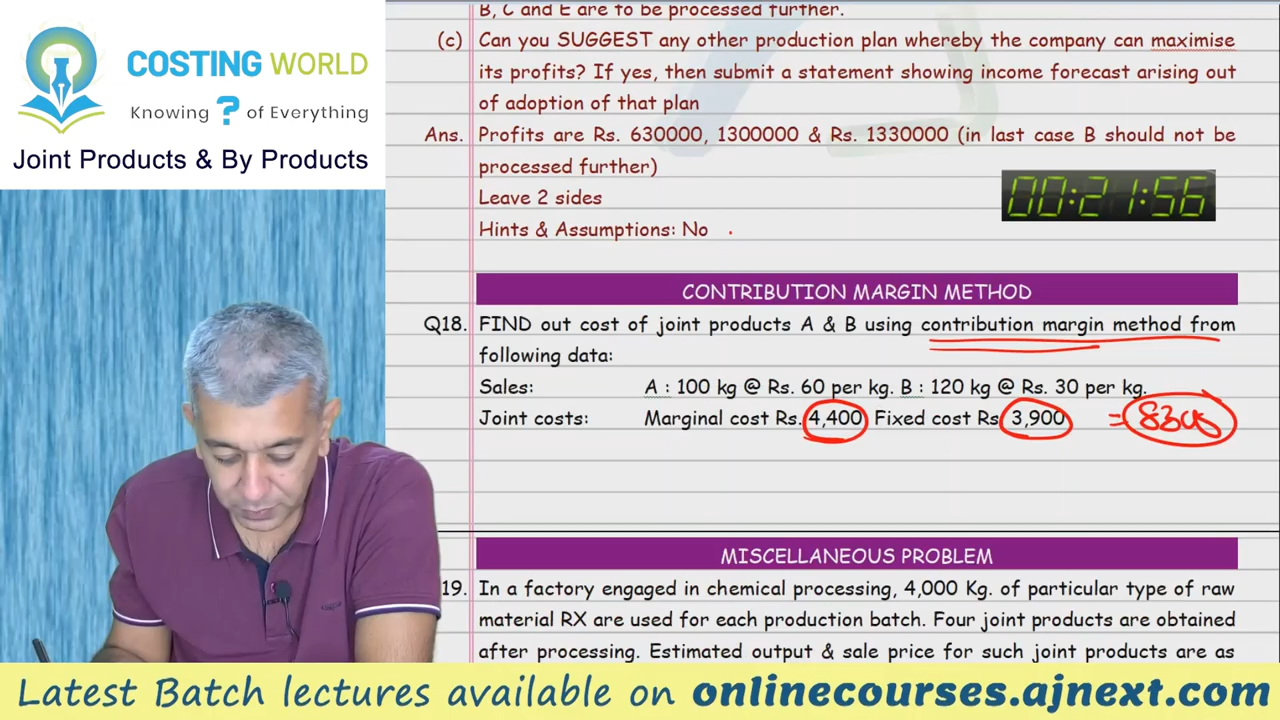 COSTING WORLD
Knowing ? of Everything
Joint Products & By Products
B, C and E are to be processed further.
(c) Can you SUGGEST any other production plan whereby the company can maximise
its profits? If yes, then submit a statement showing income forecast arising out
of adoption of that plan
Ans. Profits are Rs. 630000, 1300000 & Rs. 1330000 (in last case B should not be
processed further)
Leave 2 sides
Hints & Assumptions: No
00:21:56
CONTRIBUTION MARGIN METHOD
Q18. FIND out cost of joint products A & B using contribution margin method from
following data:
Sales: A : 100 kg @ Rs. 60 per kg. B : 120 kg @ Rs. 30 per kg.
Joint costs: Marginal cost Rs. 4,400 Fixed cost Rs 3,900 = 8300
MISCELLANEOUS PROBLEM
19. In a factory engaged in chemical processing, 4,000 Kg. of particular type of raw
material RX are used for each production batch. Four joint products are obtained
after processing. Estimated output & sale price for such joint products are as
Latest Batch lectures available on onlinecourses.ajnext.com